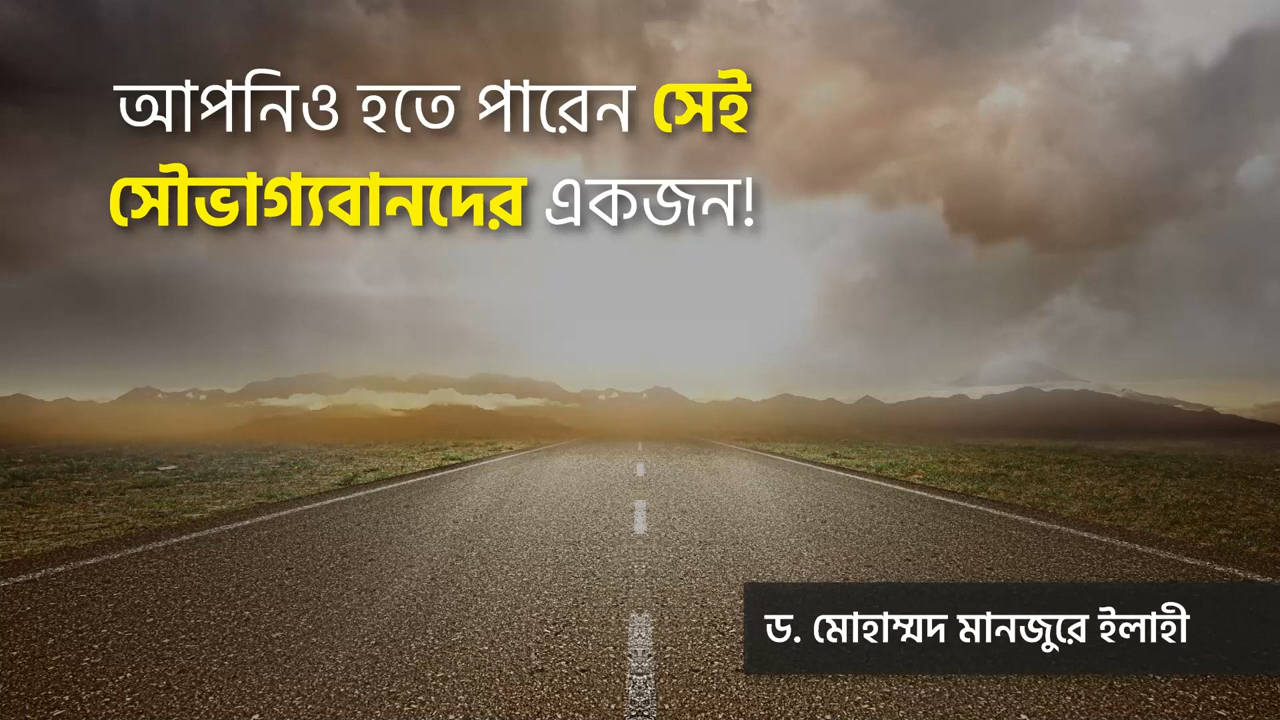 আপনিও হতে পারেন সেই
সৌভাগ্যবানদের একজন!
ড. মোহাম্মদ মানজুরে ইলাহী